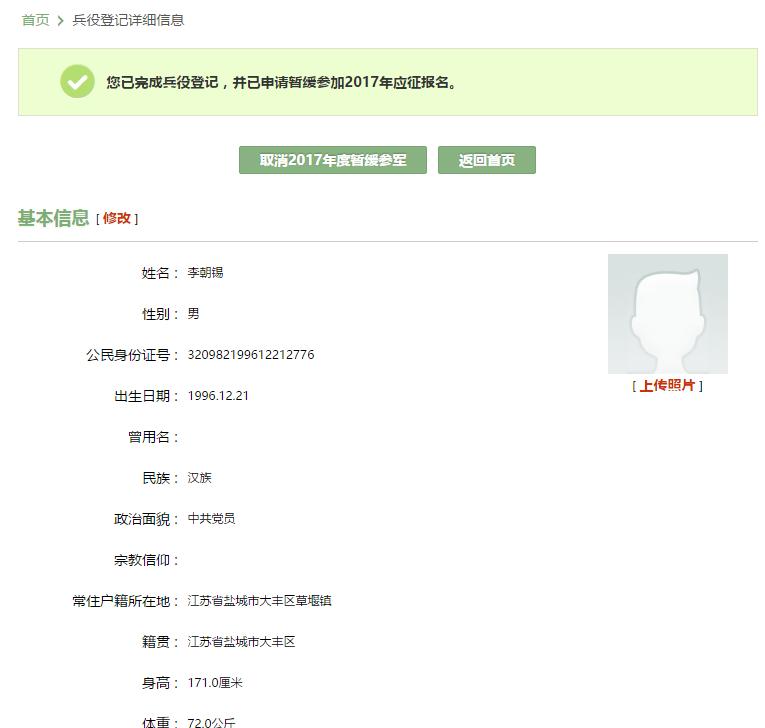 首页 > 兵役登记详细信息
您已完成兵役登记，并已申请暂缓参加2017年应征报名。
取消2017年度暂缓参军 返回首页
基本信息 [ 修改 ]
姓名： 李朝锡
性别： 男
公民身份证号： 320982199612212776
出生日期： 1996.12.21
[ 上传照片 ]
曾用名：
民族： 汉族
政治面貌： 中共党员
宗教信仰：
常住户籍所在地： 江苏省盐城市大丰区草堰镇
籍贯： 江苏省盐城市大丰区
身高： 171.0厘米
体重： 72.0公斤